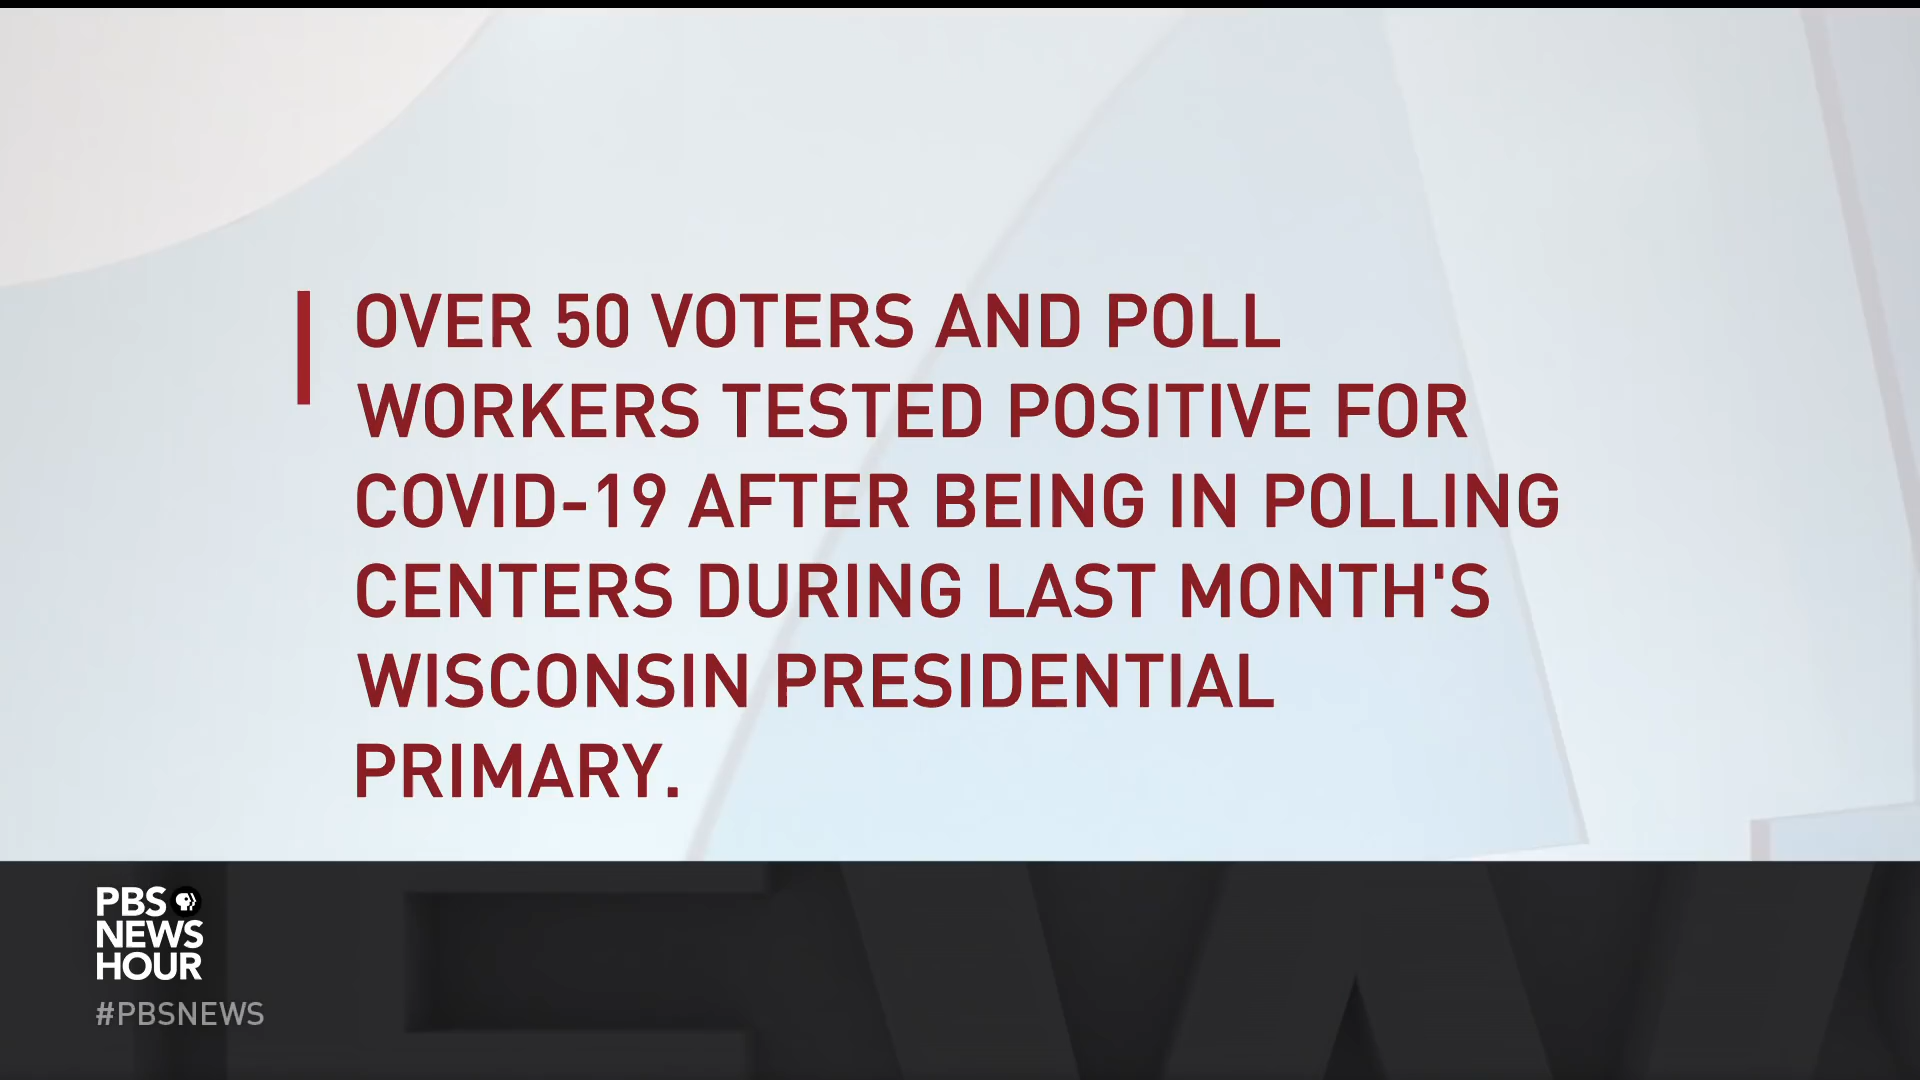 OVER 50 VOTERS AND POLL
WORKERS TESTED POSITIVE FOR
COVID-19 AFTER BEING IN POLLING
CENTERS DURING LAST MONTH'S
WISCONSIN PRESIDENTIAL
PRIMARY.
PBS
NEWS
HOUR
#PBSNEWS